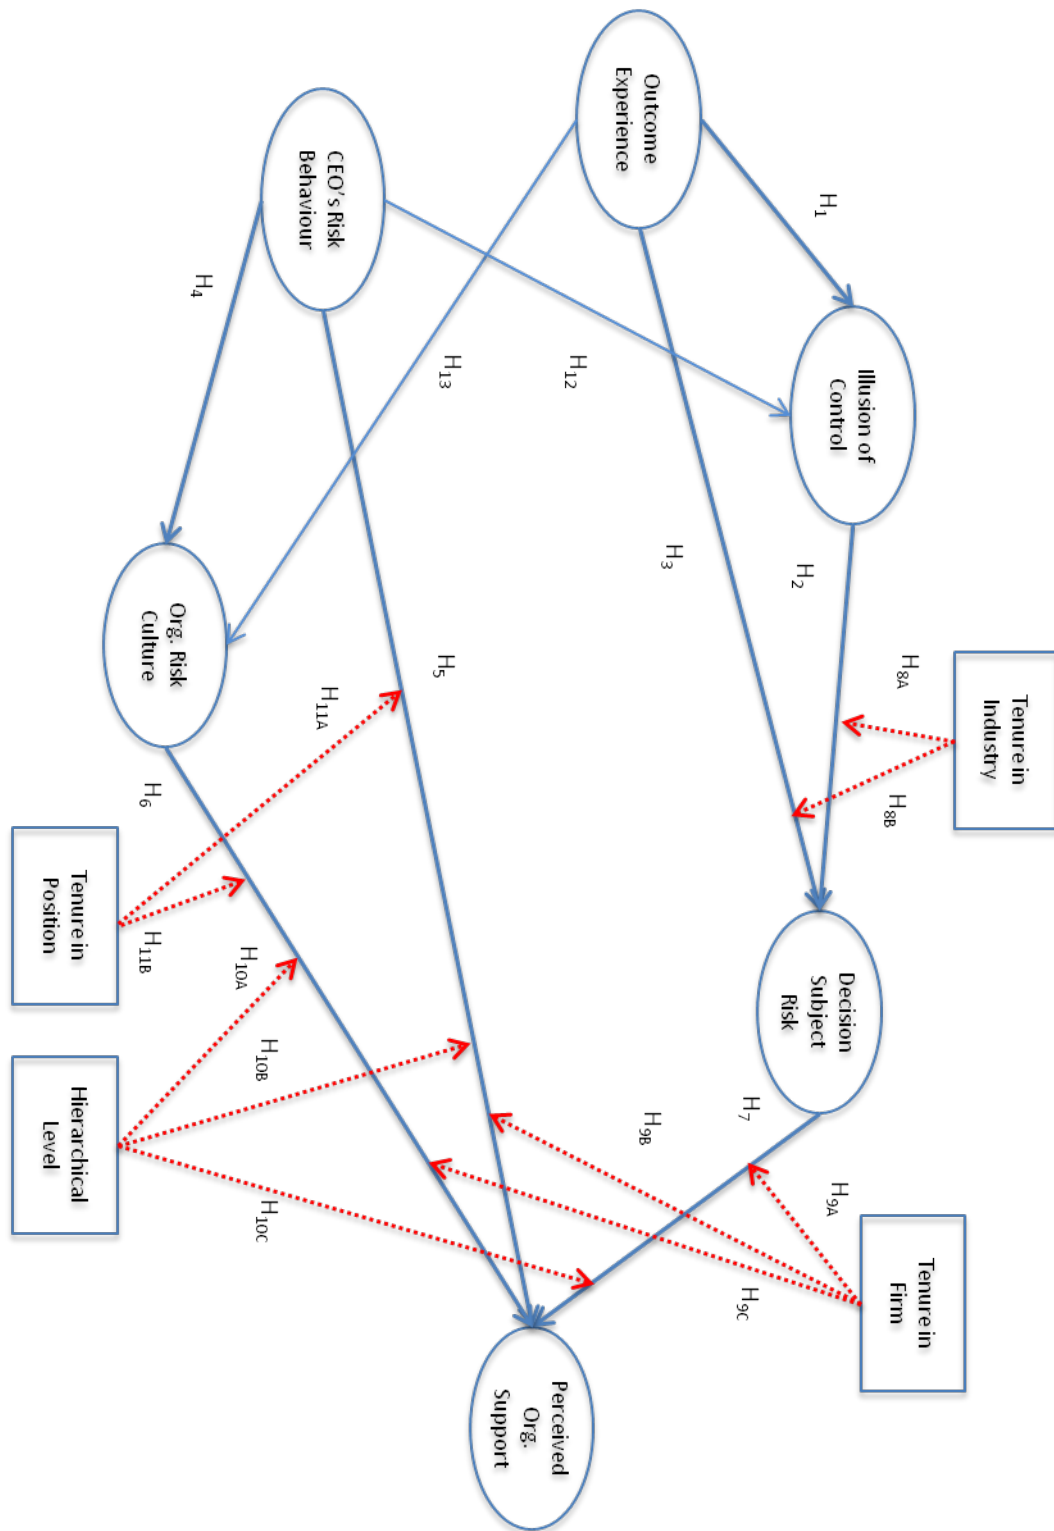 Tenure in
Industry
Tenure in
Firm
H8A
H8B
H9A
Illusion of
Control
H1
H2
Decision
Subject
Risk
H7
H9C
H9B
Outcome
Experience
H3
H12
Perceived
Org.
Support
H13
H5
CEO's Risk
Behaviour
H11A
H10B
H10C
H4
H10A
Org. Risk
Culture
H6
H11B
Tenure in
Position
Hierarchical
Level